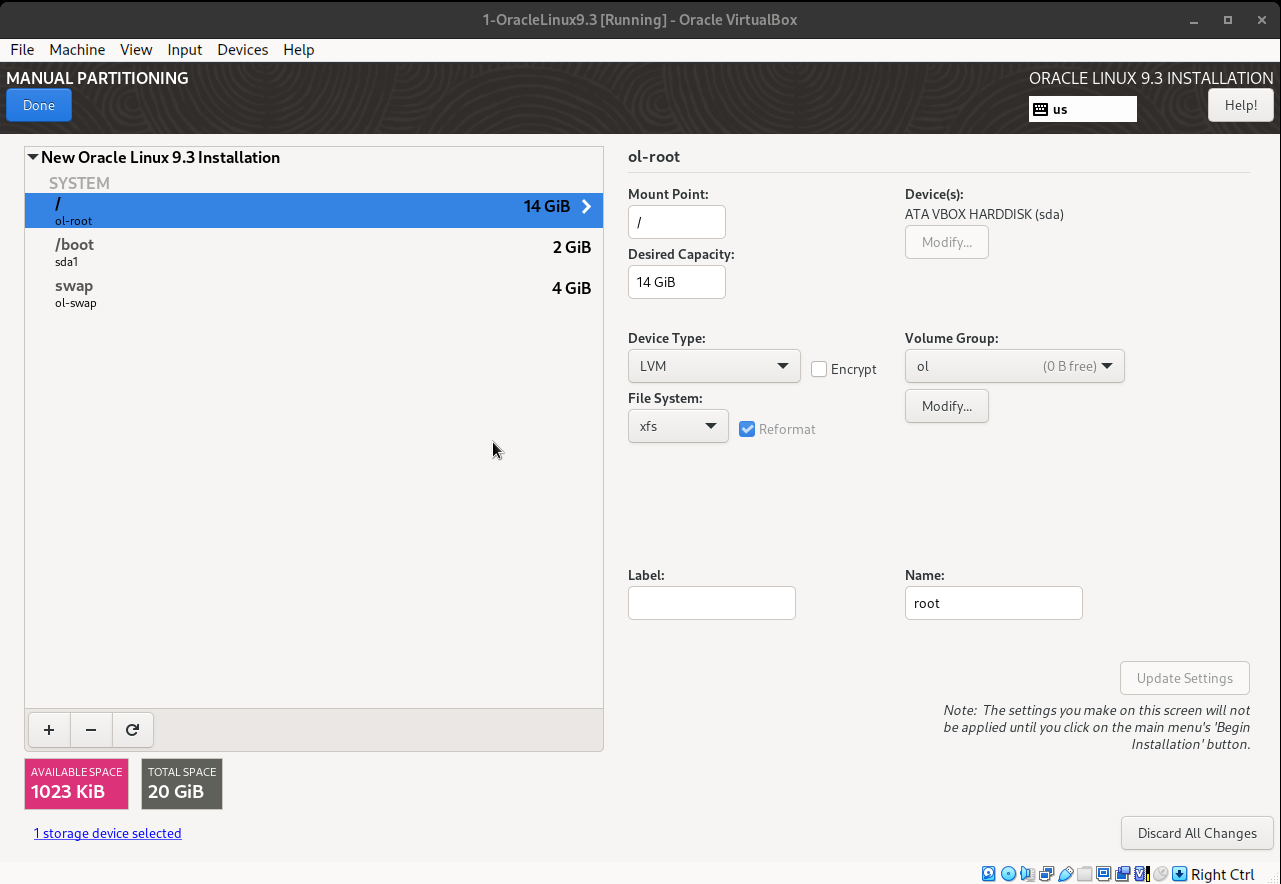 1-OracleLinux9.3 [Running] - Oracle VirtualBox
File Machine View Input Devices Help
MANUAL PARTITIONING
ORACLE LINUX 9.3 INSTALLATION
Done
us
Help!
New Oracle Linux 9.3 Installation
SYSTEM
/
14 GiB
ol-root
/boot
2 GiB
sda1
swap
4 GiB
ol-swap
ol-root
Mount Point:
/
Desired Capacity:
14 GiB
Device(s):
ATA VBOX HARDDISK (sda)
Modify...
Device Type:
LVM
Encrypt
Volume Group:
ol (0 B free)
Modify...
File System:
xfs
Reformat
Label:
Name:
root
Update Settings
Note: The settings you make on this screen will not
be applied until you click on the main menu's 'Begin
Installation' button.
+ −
AVAILABLE SPACE
1023 KiB
TOTAL SPACE
20 GiB
1 storage device selected
Discard All Changes
Right Ctrl